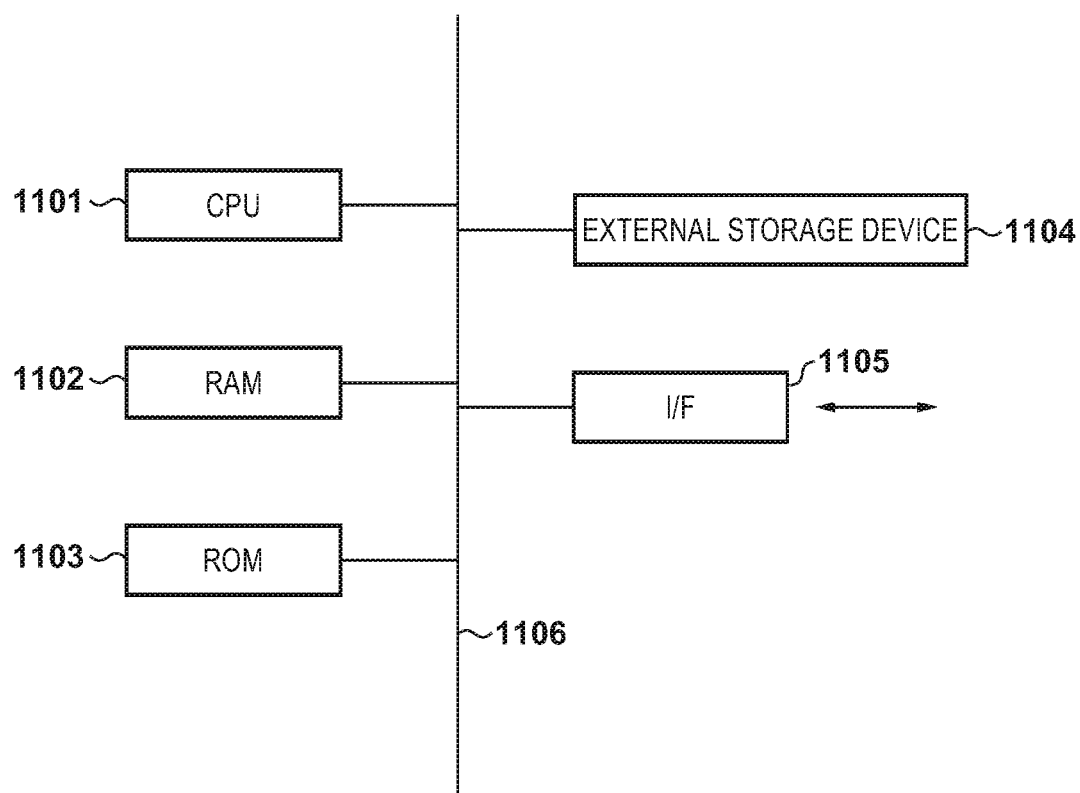 1101 CPU
EXTERNAL STORAGE DEVICE 1104
1102 RAM
1105
I/F
1103 ROM
1106